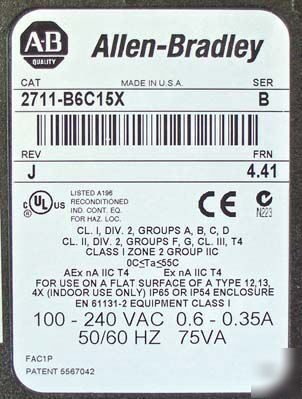 A·B
QUALITY
Allen-Bradley
CAT MADE IN U.S.A. SER
2711-B6C15X B
REV FRN
J 4.41
C UL US
LISTED A196
RECONDITIONED
IND. CONT. EQ.
FOR HAZ. LOC.
CE
N223
CL. I, DIV. 2, GROUPS A, B, C, D
CL. II, DIV. 2, GROUPS F, G, CL. III, T4
CLASS I ZONE 2 GROUP IIC
0C≤Ta≤55C
AEx nA IIC T4 Ex nA IIC T4
FOR USE ON A FLAT SURFACE OF A TYPE 12,13,
4X (INDOOR USE ONLY) IP65 OR IP54 ENCLOSURE
EN 61131-2 EQUIPMENT CLASS I
100 - 240 VAC 0.6 - 0.35A
50/60 HZ 75VA
FAC1P
PATENT 5567042